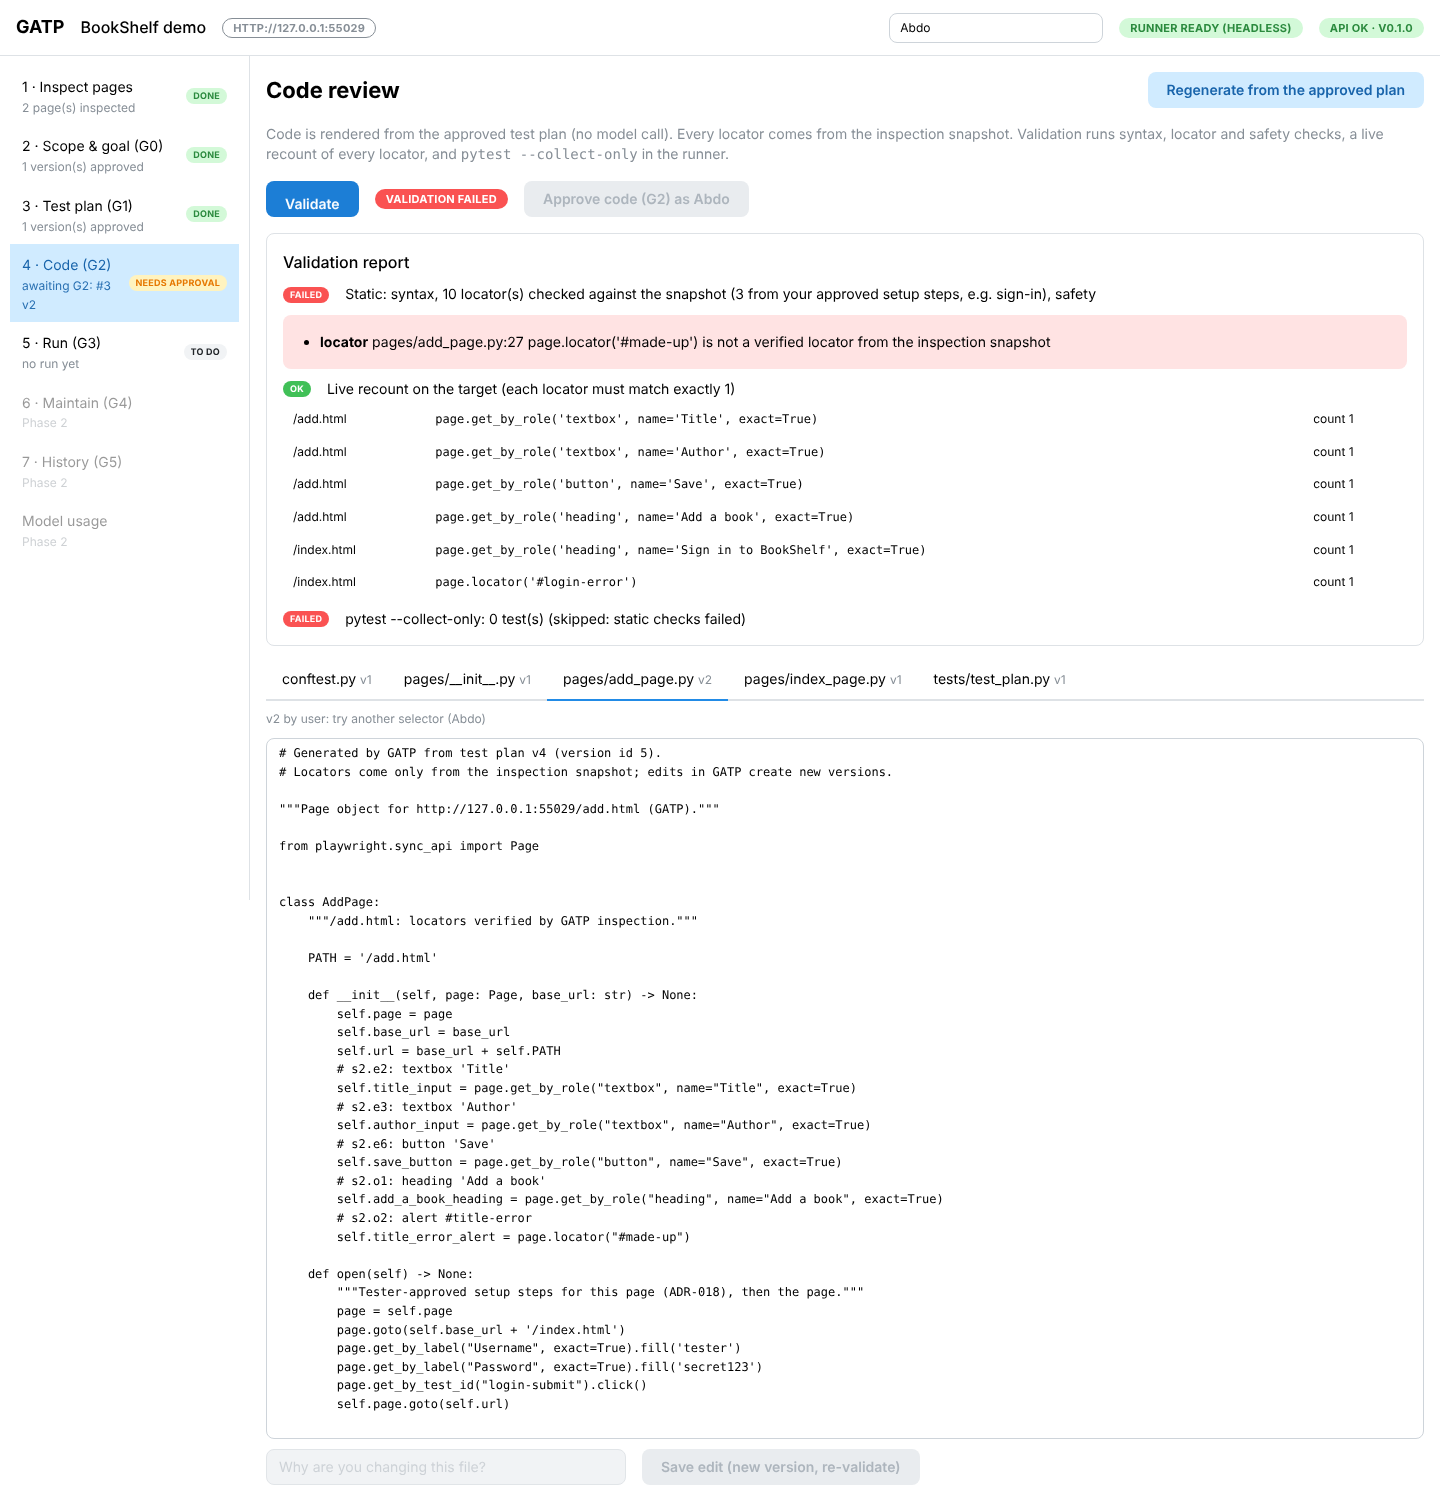 GATP BookShelf demo HTTP://127.0.0.1:55029 Abdo RUNNER READY (HEADLESS) API OK · V0.1.0
1 · Inspect pages
2 page(s) inspected
DONE
2 · Scope & goal (G0)
1 version(s) approved
DONE
3 · Test plan (G1)
1 version(s) approved
DONE
4 · Code (G2)
awaiting G2: #3
v2
NEEDS APPROVAL
5 · Run (G3)
no run yet
TO DO
6 · Maintain (G4)
Phase 2
7 · History (G5)
Phase 2
Model usage
Phase 2
Code review
Regenerate from the approved plan
Code is rendered from the approved test plan (no model call). Every locator comes from the inspection snapshot. Validation runs syntax, locator and safety checks, a live
recount of every locator, and pytest --collect-only in the runner.
Validate VALIDATION FAILED Approve code (G2) as Abdo
Validation report
FAILED Static: syntax, 10 locator(s) checked against the snapshot (3 from your approved setup steps, e.g. sign-in), safety
• locator pages/add_page.py:27 page.locator('#made-up') is not a verified locator from the inspection snapshot
OK Live recount on the target (each locator must match exactly 1)
/add.html page.get_by_role('textbox', name='Title', exact=True) count 1
/add.html page.get_by_role('textbox', name='Author', exact=True) count 1
/add.html page.get_by_role('button', name='Save', exact=True) count 1
/add.html page.get_by_role('heading', name='Add a book', exact=True) count 1
/index.html page.get_by_role('heading', name='Sign in to BookShelf', exact=True) count 1
/index.html page.locator('#login-error') count 1
FAILED pytest --collect-only: 0 test(s) (skipped: static checks failed)
conftest.py v1 pages/__init__.py v1 pages/add_page.py v2 pages/index_page.py v1 tests/test_plan.py v1
v2 by user: try another selector (Abdo)
# Generated by GATP from test plan v4 (version id 5).
# Locators come only from the inspection snapshot; edits in GATP create new versions.
"""Page object for http://127.0.0.1:55029/add.html (GATP)."""
from playwright.sync_api import Page
class AddPage:
"""/add.html: locators verified by GATP inspection."""
PATH = '/add.html'
def __init__(self, page: Page, base_url: str) -> None:
self.page = page
self.base_url = base_url
self.url = base_url + self.PATH
# s2.e2: textbox 'Title'
self.title_input = page.get_by_role("textbox", name="Title", exact=True)
# s2.e3: textbox 'Author'
self.author_input = page.get_by_role("textbox", name="Author", exact=True)
# s2.e6: button 'Save'
self.save_button = page.get_by_role("button", name="Save", exact=True)
# s2.o1: heading 'Add a book'
self.add_a_book_heading = page.get_by_role("heading", name="Add a book", exact=True)
# s2.o2: alert #title-error
self.title_error_alert = page.locator("#made-up")
def open(self) -> None:
"""Tester-approved setup steps for this page (ADR-018), then the page."""
page = self.page
page.goto(self.base_url + '/index.html')
page.get_by_label("Username", exact=True).fill('tester')
page.get_by_label("Password", exact=True).fill('secret123')
page.get_by_test_id("login-submit").click()
self.page.goto(self.url)
Why are you changing this file? Save edit (new version, re-validate)